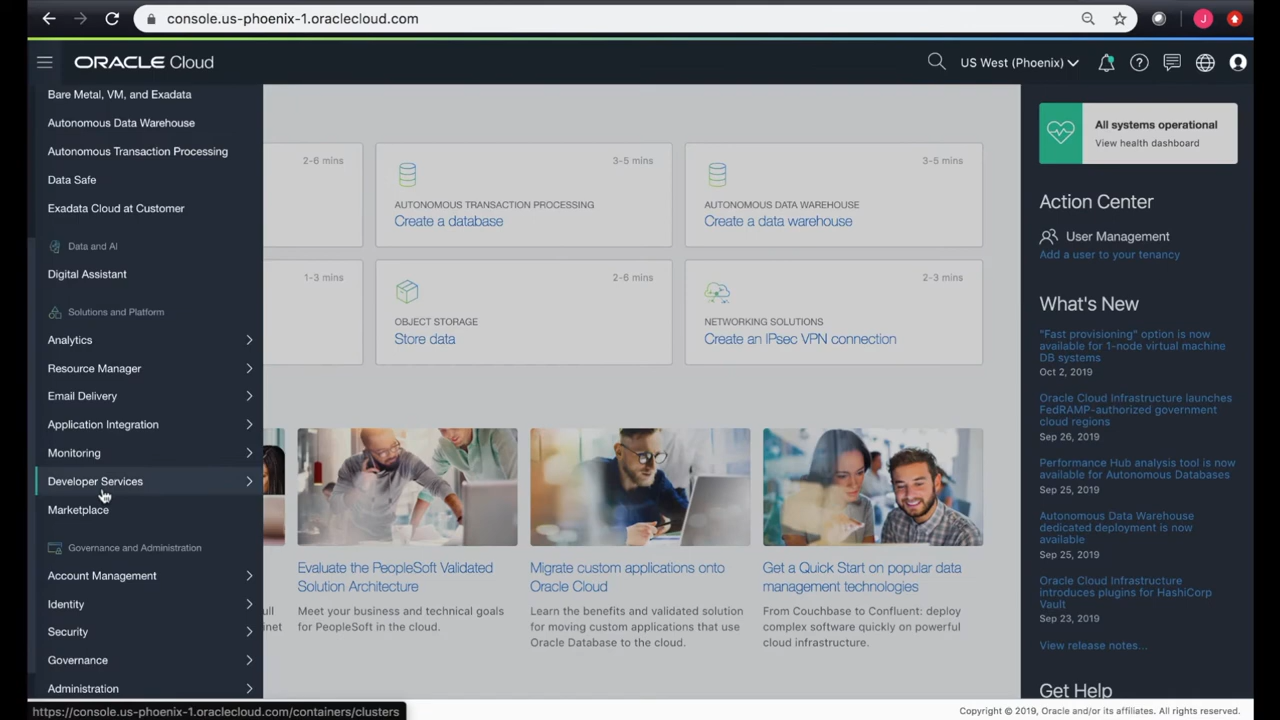 console.us-phoenix-1.oraclecloud.com
J
ORACLE Cloud
US West (Phoenix)
Bare Metal, VM, and Exadata
Autonomous Data Warehouse
Autonomous Transaction Processing
Data Safe
Exadata Cloud at Customer
Data and AI
Digital Assistant
Solutions and Platform
Analytics
Resource Manager
Email Delivery
Application Integration
Monitoring
Developer Services
Marketplace
Governance and Administration
Account Management
Identity
Security
Governance
Administration
https://console.us-phoenix-1.oraclecloud.com/containers/clusters
2-6 mins
3-5 mins
AUTONOMOUS TRANSACTION PROCESSING
Create a database
3-5 mins
AUTONOMOUS DATA WAREHOUSE
Create a data warehouse
1-3 mins
2-6 mins
OBJECT STORAGE
Store data
2-3 mins
NETWORKING SOLUTIONS
Create an IPsec VPN connection
ull
inet
Evaluate the PeopleSoft Validated
Solution Architecture
Meet your business and technical goals
for PeopleSoft in the cloud.
Migrate custom applications onto
Oracle Cloud
Learn the benefits and validated solution
for moving custom applications that use
Oracle Database to the cloud.
Get a Quick Start on popular data
management technologies
From Couchbase to Confluent: deploy
complex software quickly on powerful
cloud infrastructure.
All systems operational
View health dashboard
Action Center
User Management
Add a user to your tenancy
What's New
"Fast provisioning" option is now
available for 1-node virtual machine
DB systems
Oct 2, 2019
Oracle Cloud Infrastructure launches
FedRAMP-authorized government
cloud regions
Sep 26, 2019
Performance Hub analysis tool is now
available for Autonomous Databases
Sep 25, 2019
Autonomous Data Warehouse
dedicated deployment is now
available
Sep 25, 2019
Oracle Cloud Infrastructure
introduces plugins for HashiCorp
Vault
Sep 23, 2019
View release notes...
Get Help
Copyright © 2019, Oracle and/or its affiliates. All rights reserved.